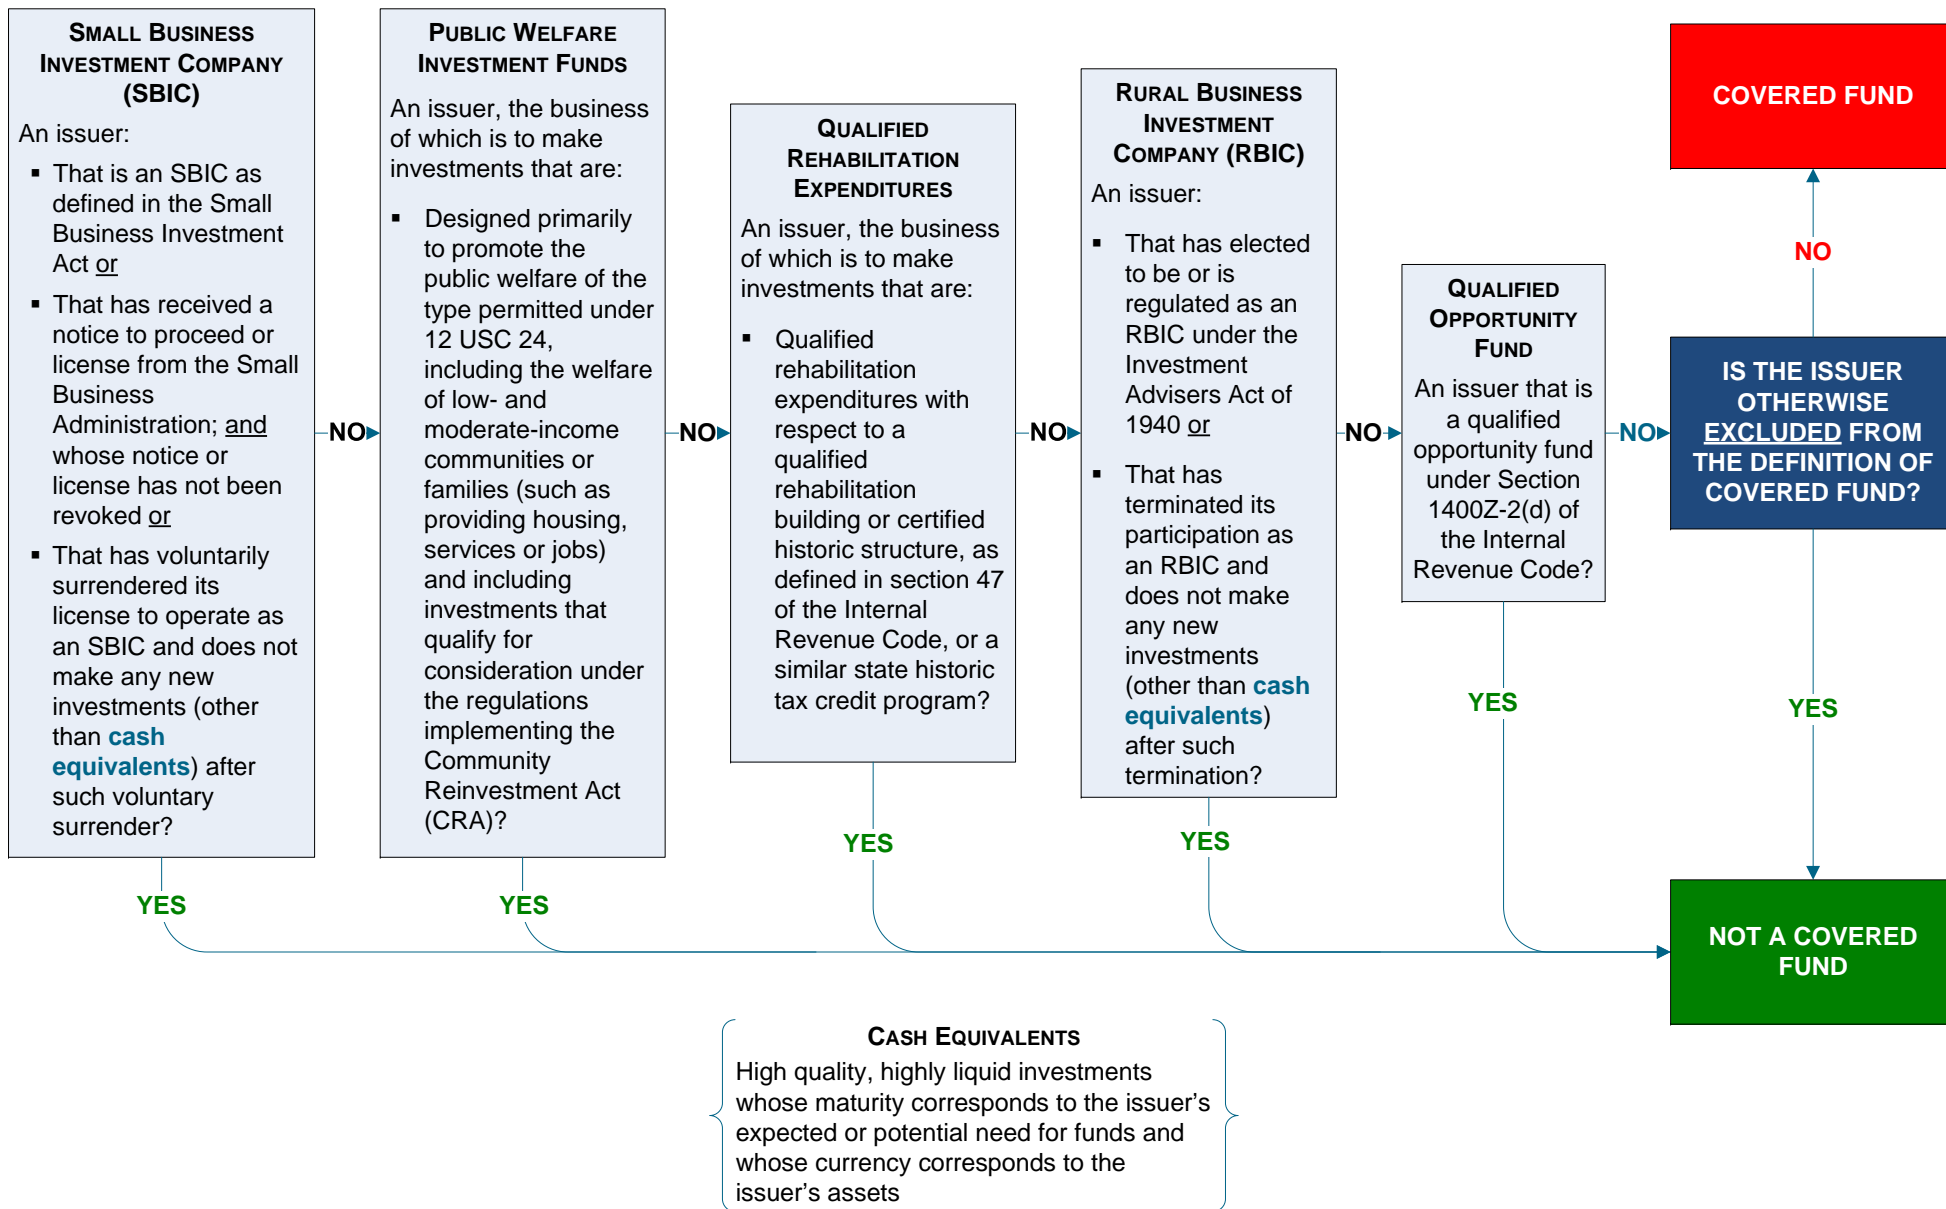 SMALL BUSINESS
INVESTMENT COMPANY
(SBIC)
An issuer:
▪ That is an SBIC as
defined in the Small
Business Investment
Act or
▪ That has received a
notice to proceed or
license from the Small
Business
Administration; and
whose notice or
license has not been
revoked or
▪ That has voluntarily
surrendered its
license to operate as
an SBIC and does not
make any new
investments (other
than cash
equivalents) after
such voluntary
surrender?
NO
YES
PUBLIC WELFARE
INVESTMENT FUNDS
An issuer, the business
of which is to make
investments that are:
▪ Designed primarily
to promote the
public welfare of the
type permitted under
12 USC 24,
including the welfare
of low- and
moderate-income
communities or
families (such as
providing housing,
services or jobs)
and including
investments that
qualify for
consideration under
the regulations
implementing the
Community
Reinvestment Act
(CRA)?
NO
YES
QUALIFIED
REHABILITATION
EXPENDITURES
An issuer, the business
of which is to make
investments that are:
▪ Qualified
rehabilitation
expenditures with
respect to a
qualified
rehabilitation
building or certified
historic structure, as
defined in section 47
of the Internal
Revenue Code, or a
similar state historic
tax credit program?
NO
YES
RURAL BUSINESS
INVESTMENT
COMPANY (RBIC)
An issuer:
▪ That has elected
to be or is
regulated as an
RBIC under the
Investment
Advisers Act of
1940 or
▪ That has
terminated its
participation as
an RBIC and
does not make
any new
investments
(other than cash
equivalents)
after such
termination?
NO
YES
QUALIFIED
OPPORTUNITY
FUND
An issuer that is
a qualified
opportunity fund
under Section
1400Z-2(d) of
the Internal
Revenue Code?
NO
YES
COVERED FUND
NO
IS THE ISSUER
OTHERWISE
EXCLUDED FROM
THE DEFINITION OF
COVERED FUND?
YES
NOT A COVERED
FUND
CASH EQUIVALENTS
High quality, highly liquid investments
whose maturity corresponds to the issuer’s
expected or potential need for funds and
whose currency corresponds to the
issuer’s assets